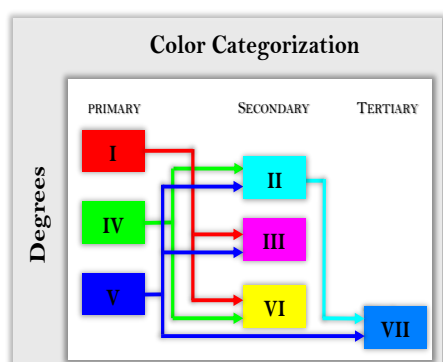 Color Categorization
Degrees
PRIMARY SECONDARY TERTIARY
I
II
IV
III
V
VI
VII